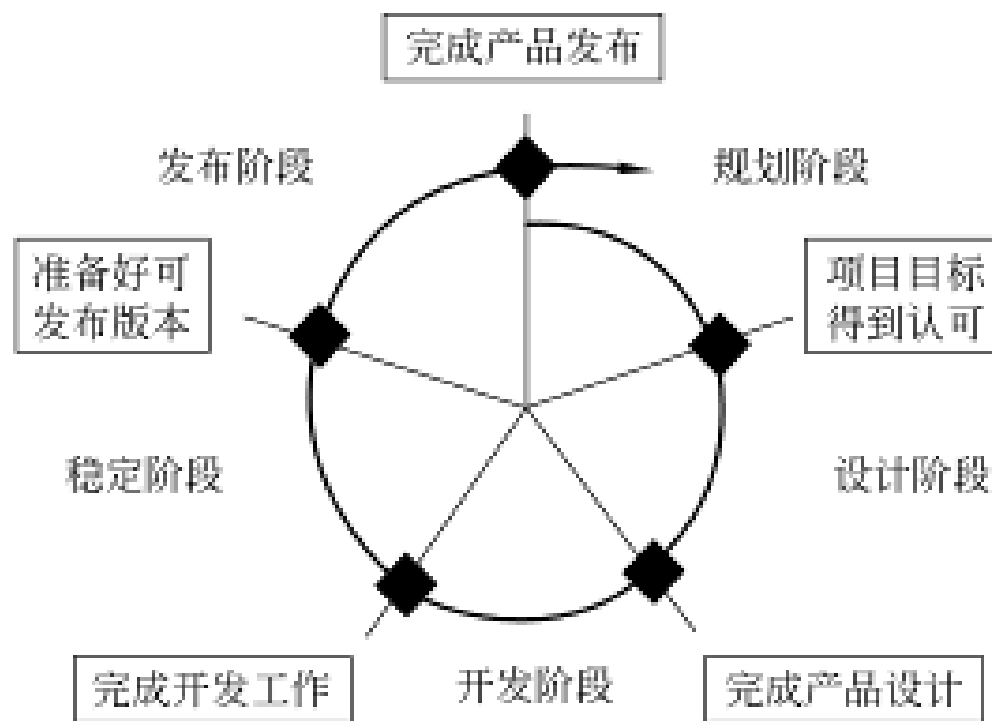 完成产品发布
发布阶段
规划阶段
准备好可
发布版本
项目目标
得到认可
稳定阶段
设计阶段
完成开发工作
开发阶段
完成产品设计